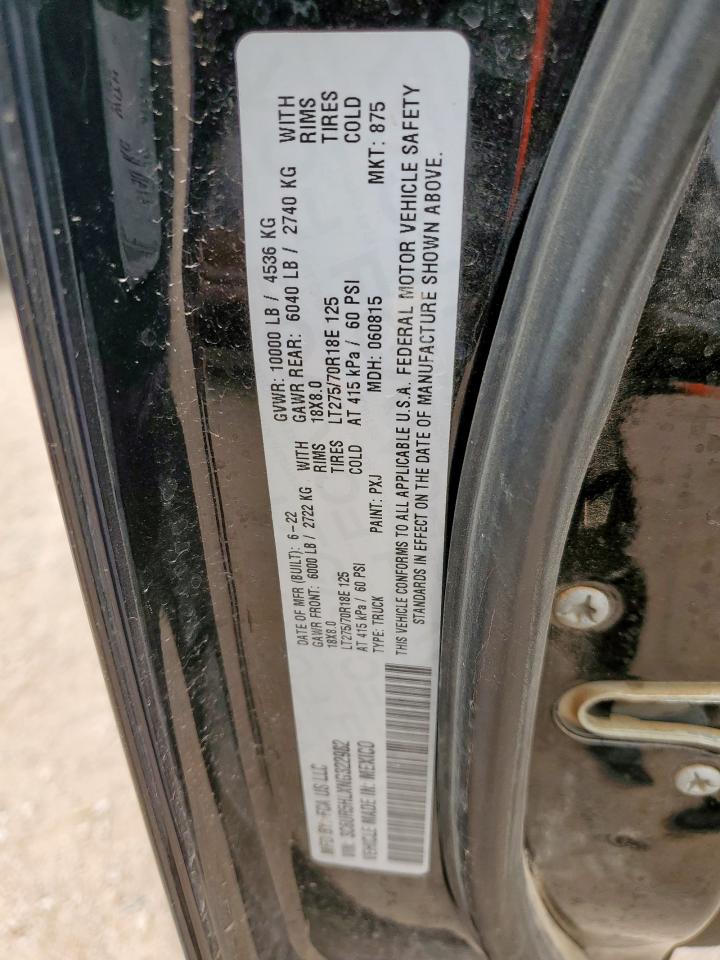 MFD BY: FCA US LLC
DATE OF MFR (BUILT): 6-22
GVWR: 10000 LB / 4536 KG
GAWR FRONT: 6000 LB / 2722 KG WITH
GAWR REAR: 6040 LB / 2740 KG WITH
18X8.0 RIMS
18X8.0 RIMS
LT275/70R18E 125 TIRES
LT275/70R18E 125 TIRES
AT 415 kPa / 60 PSI COLD
AT 415 kPa / 60 PSI COLD
VIN:
TYPE: TRUCK
VEHICLE MADE IN: MEXICO
PAINT: PXJ
MDH: 060815
MKT: 875
THIS VEHICLE CONFORMS TO ALL APPLICABLE U.S.A. FEDERAL MOTOR VEHICLE SAFETY
STANDARDS IN EFFECT ON THE DATE OF MANUFACTURE SHOWN ABOVE.